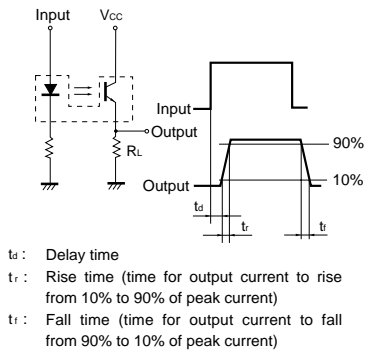 Input Vcc
Input
Output
RL
90%
Output
10%
td
tr
tf
td : Delay time
tr : Rise time (time for output current to rise
from 10% to 90% of peak current)
tf : Fall time (time for output current to fall
from 90% to 10% of peak current)